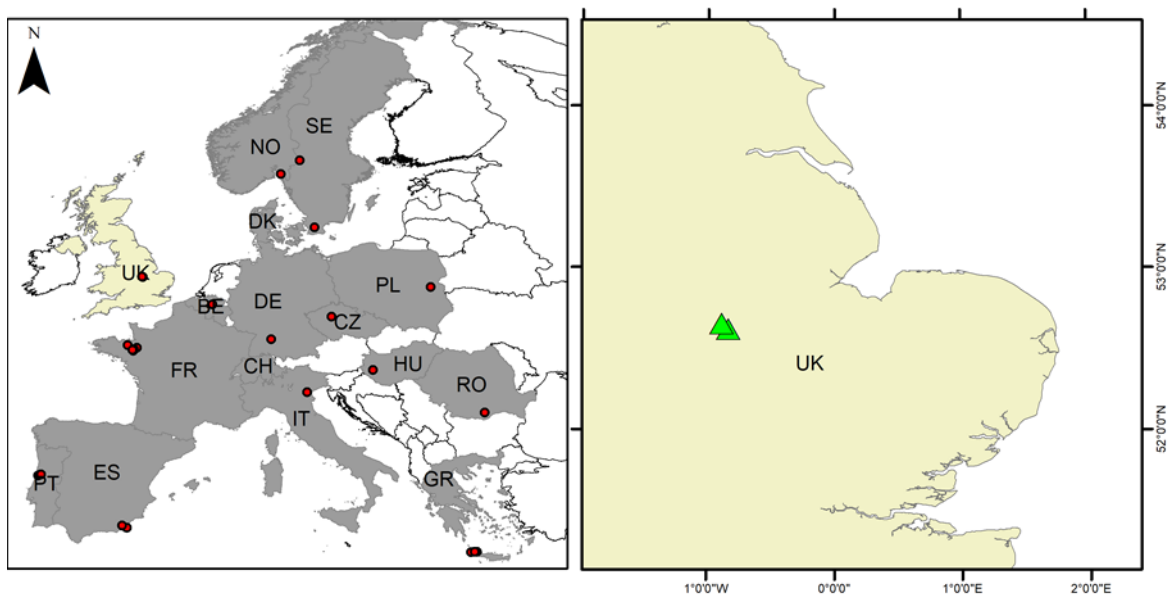 N
SE
NO
DK
UK
PL
BE
DE
CZ
FR
CH
HU
RO
IT
PT
ES
GR
UK
54°0'0"N
53°0'0"N
52°0'0"N
1°0'0"W
0°0'0"
1°0'0"E
2°0'0"E